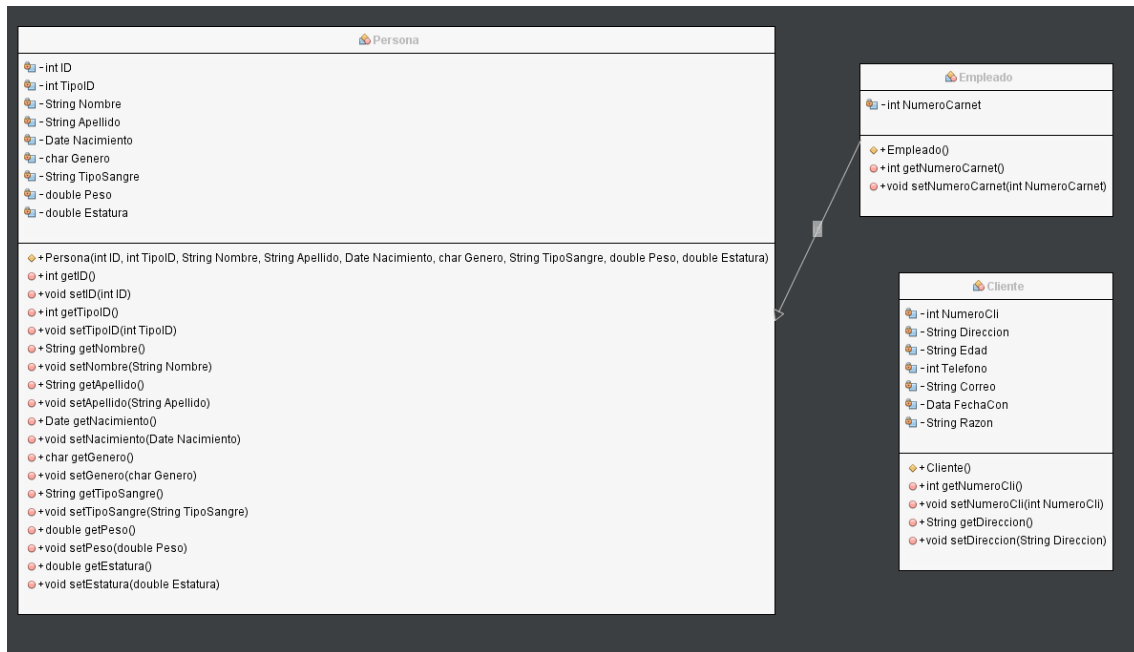 Persona
- int ID
- int TipoID
- String Nombre
- String Apellido
- Date Nacimiento
- char Genero
- String TipoSangre
- double Peso
- double Estatura
+ Persona(int ID, int TipoID, String Nombre, String Apellido, Date Nacimiento, char Genero, String TipoSangre, double Peso, double Estatura)
+ int getID()
+ void setID(int ID)
+ int getTipoID()
+ void setTipoID(int TipoID)
+ String getNombre()
+ void setNombre(String Nombre)
+ String getApellido()
+ void setApellido(String Apellido)
+ Date getNacimiento()
+ void setNacimiento(Date Nacimiento)
+ char getGenero()
+ void setGenero(char Genero)
+ String getTipoSangre()
+ void setTipoSangre(String TipoSangre)
+ double getPeso()
+ void setPeso(double Peso)
+ double getEstatura()
+ void setEstatura(double Estatura)
Empleado
- int NumeroCarnet
+ Empleado()
+ int getNumeroCarnet()
+ void setNumeroCarnet(int NumeroCarnet)
Cliente
- int NumeroCli
- String Direccion
- String Edad
- int Telefono
- String Correo
- Data FechaCon
- String Razon
+ Cliente()
+ int getNumeroCli()
+ void setNumeroCli(int NumeroCli)
+ String getDireccion()
+ void setDireccion(String Direccion)